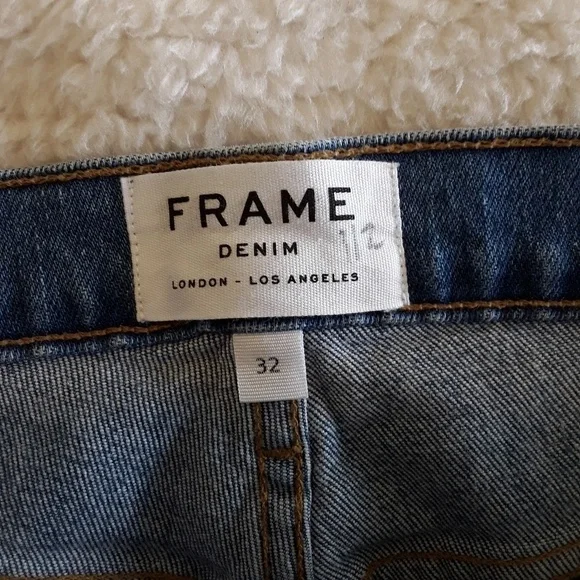 FRAME
DENIM
LONDON - LOS ANGELES
32